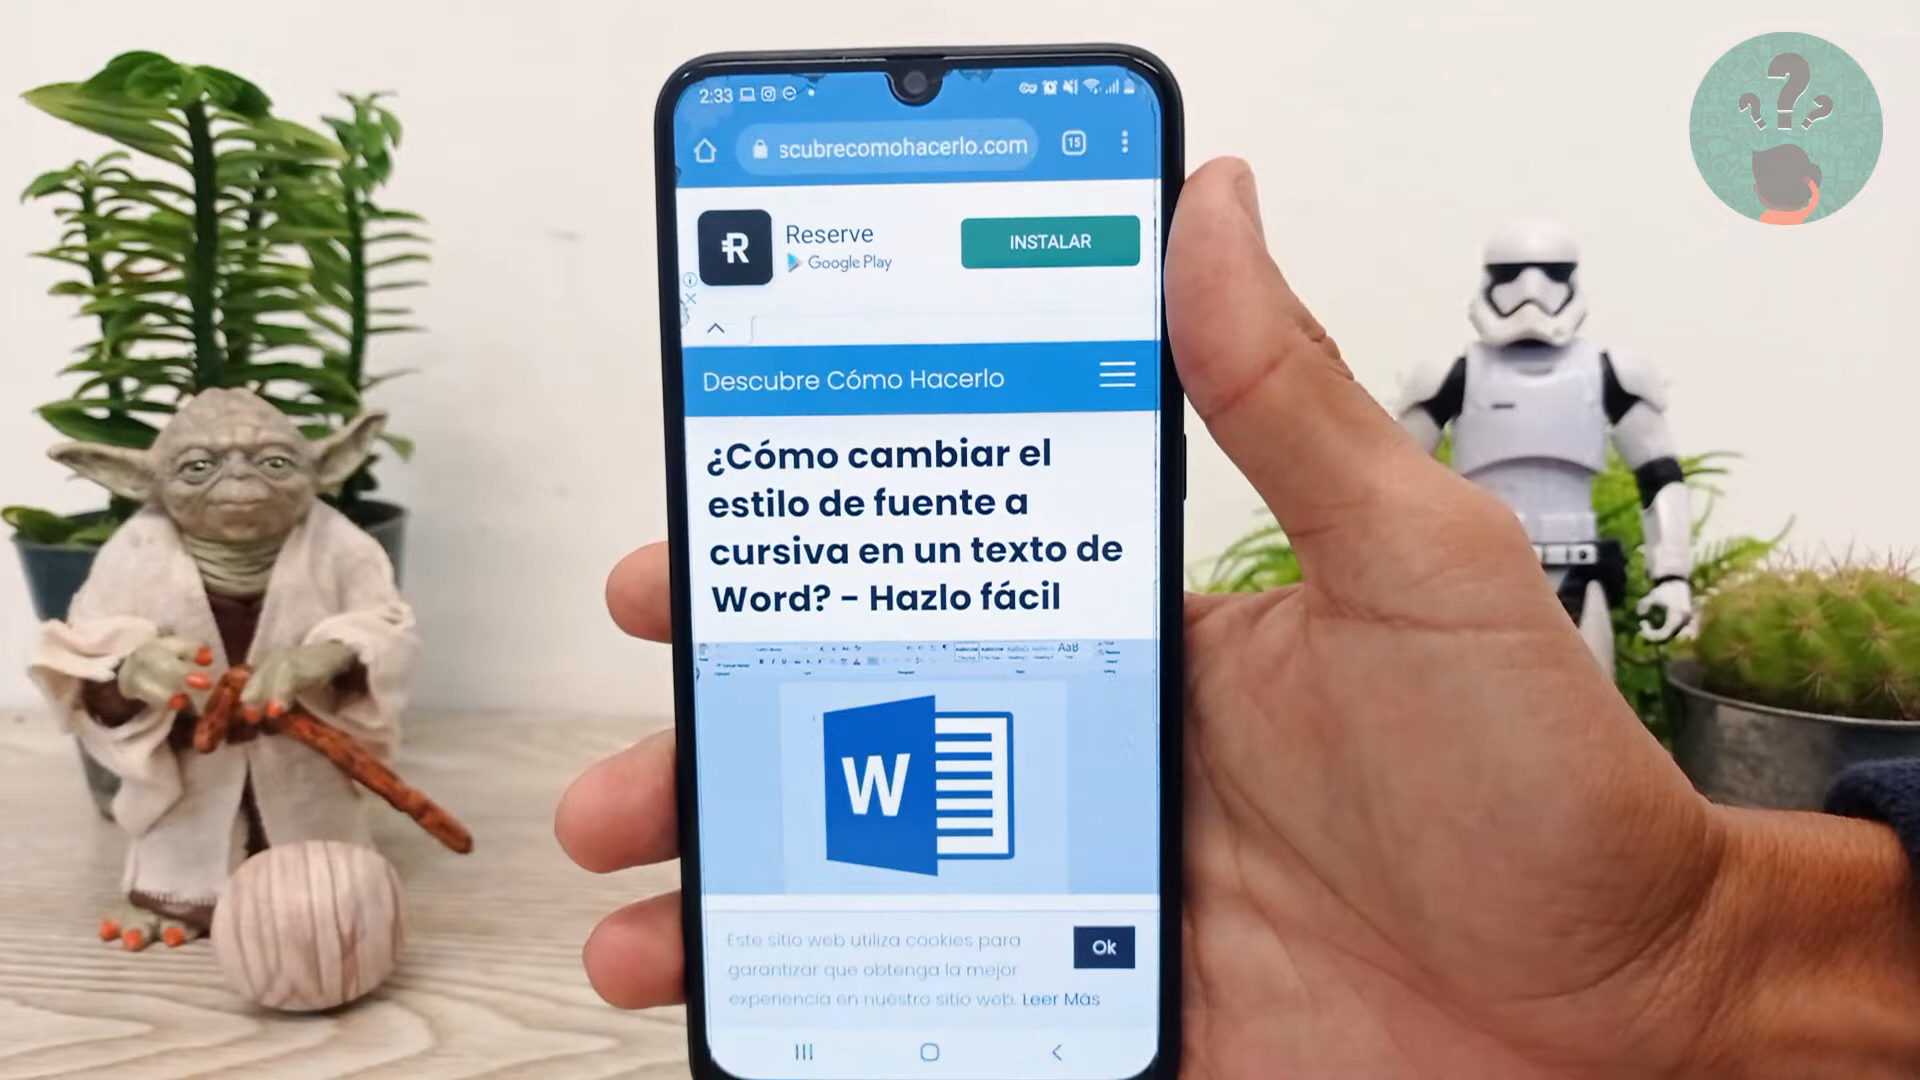 2:33
scubrecomohacerlo.com
15
Reserve
Google Play
INSTALAR
Descubre Cómo Hacerlo
¿Cómo cambiar el
estilo de fuente a
cursiva en un texto de
Word? - Hazlo fácil
AaB
W
Este sitio web utiliza cookies para
garantizar que obtenga la mejor
experiencia en nuestro sitio web. Leer Más
Ok